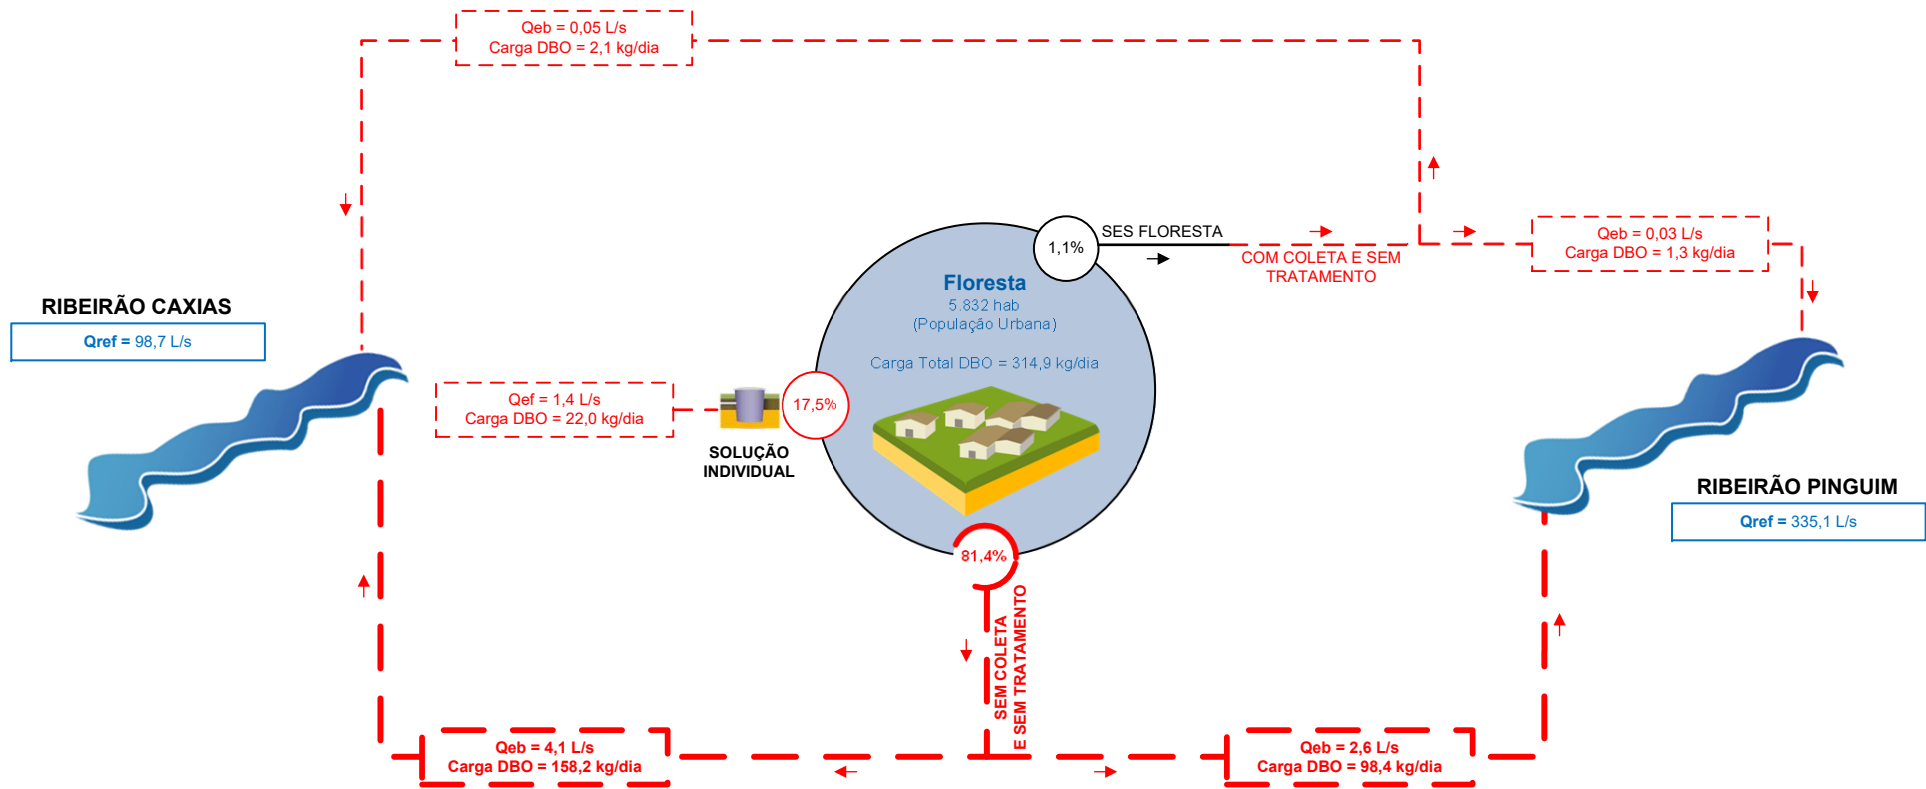 Qeb = 0,05 L/s
Carga DBO = 2,1 kg/dia
1,1%
SES FLORESTA
COM COLETA E SEM
TRATAMENTO
Qeb = 0,03 L/s
Carga DBO = 1,3 kg/dia
RIBEIRÃO CAXIAS
Qref = 98,7 L/s
Floresta
5.832 hab
(População Urbana)
Carga Total DBO = 314,9 kg/dia
Qef = 1,4 L/s
Carga DBO = 22,0 kg/dia
17,5%
SOLUÇÃO
INDIVIDUAL
RIBEIRÃO PINGUIM
Qref = 335,1 L/s
81,4%
SEM COLETA
E SEM TRATAMENTO
Qeb = 4,1 L/s
Carga DBO = 158,2 kg/dia
Qeb = 2,6 L/s
Carga DBO = 98,4 kg/dia